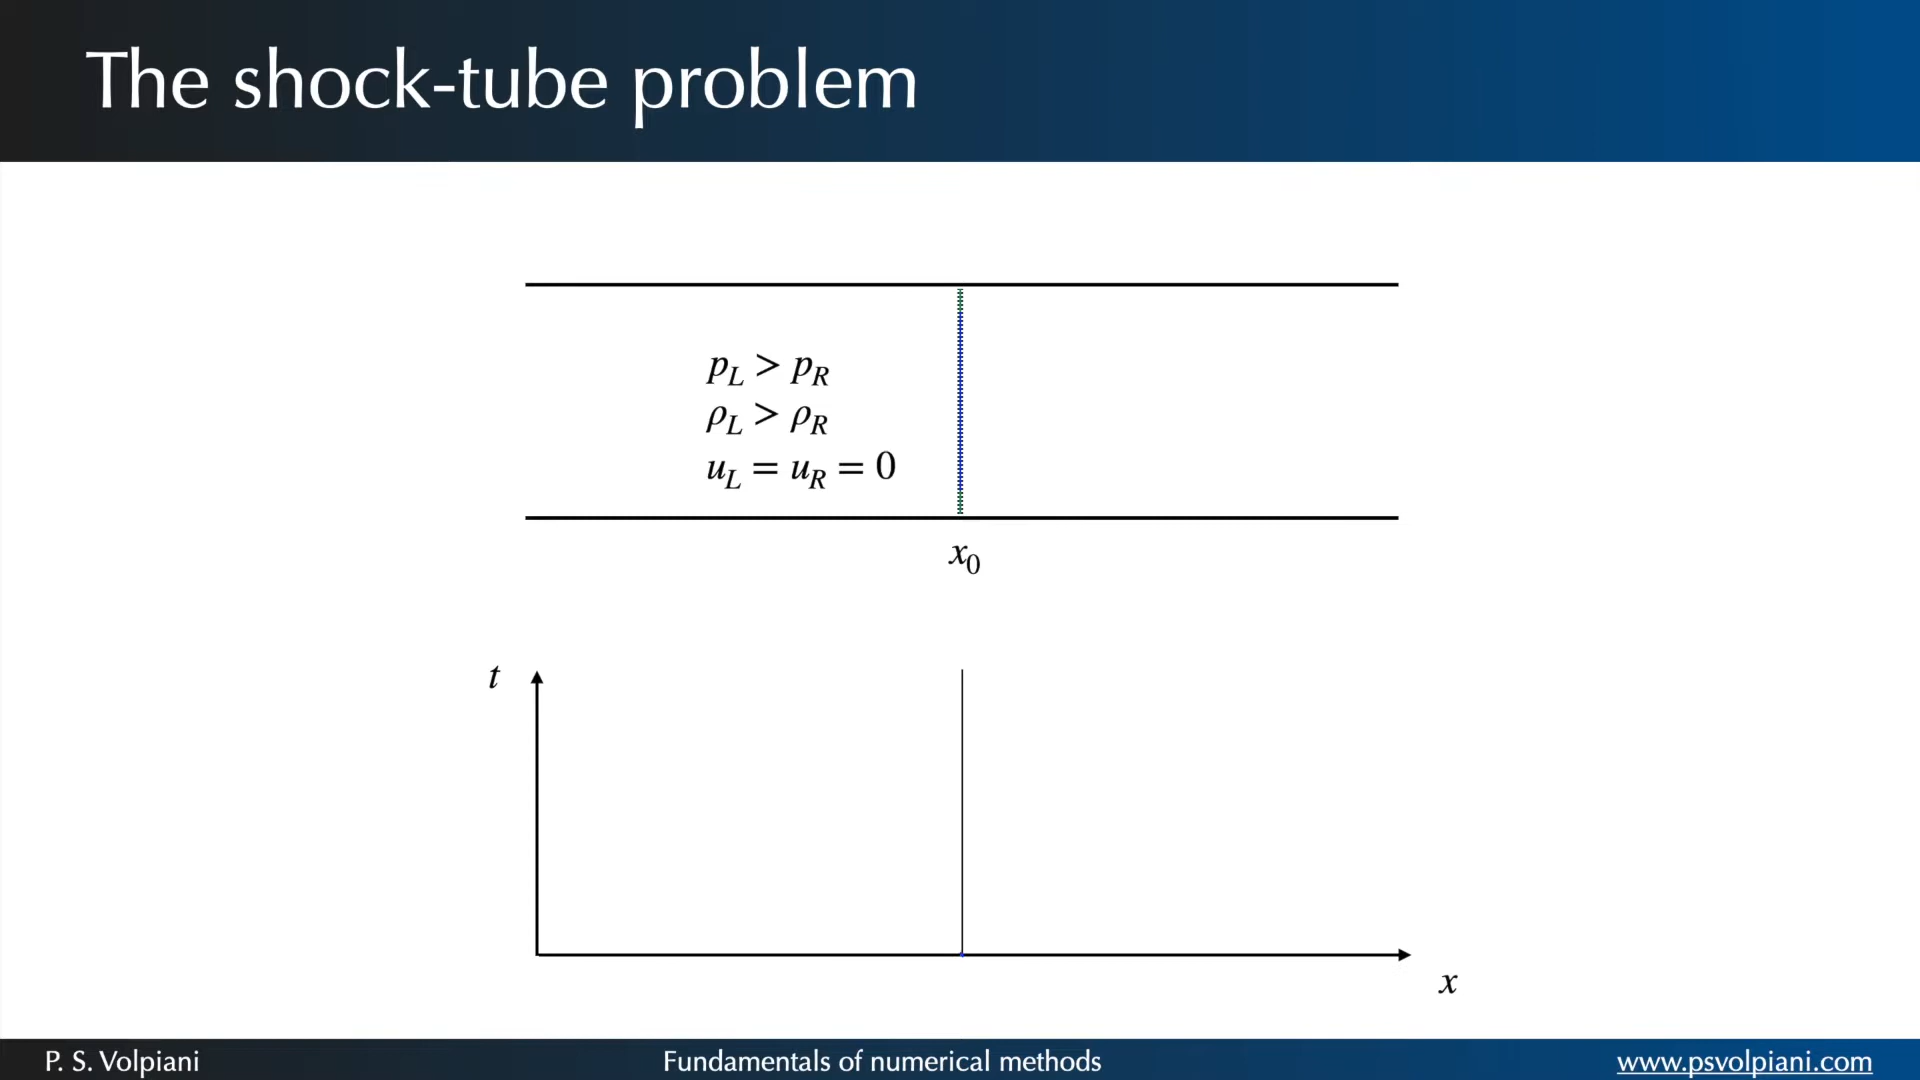 The shock-tube problem
p_L > p_R
ρ_L > ρ_R
u_L = u_R = 0
x_0
t
x
P. S. Volpiani
Fundamentals of numerical methods
www.psvolpiani.com